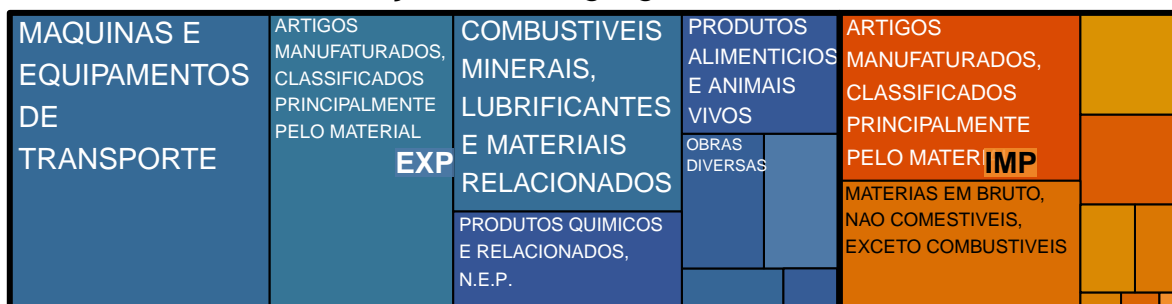 MAQUINAS E
EQUIPAMENTOS
DE
TRANSPORTE
ARTIGOS
MANUFATURADOS,
CLASSIFICADOS
PRINCIPALMENTE
PELO MATERIAL
EXP
COMBUSTIVEIS
MINERAIS,
LUBRIFICANTES
E MATERIAIS
RELACIONADOS
PRODUTOS QUIMICOS
E RELACIONADOS,
N.E.P.
PRODUTOS
ALIMENTICIOS
E ANIMAIS
VIVOS
OBRAS
DIVERSAS
ARTIGOS
MANUFATURADOS,
CLASSIFICADOS
PRINCIPALMENTE
PELO MATERI
IMP
MATERIAS EM BRUTO,
NAO COMESTIVEIS,
EXCETO COMBUSTIVEIS